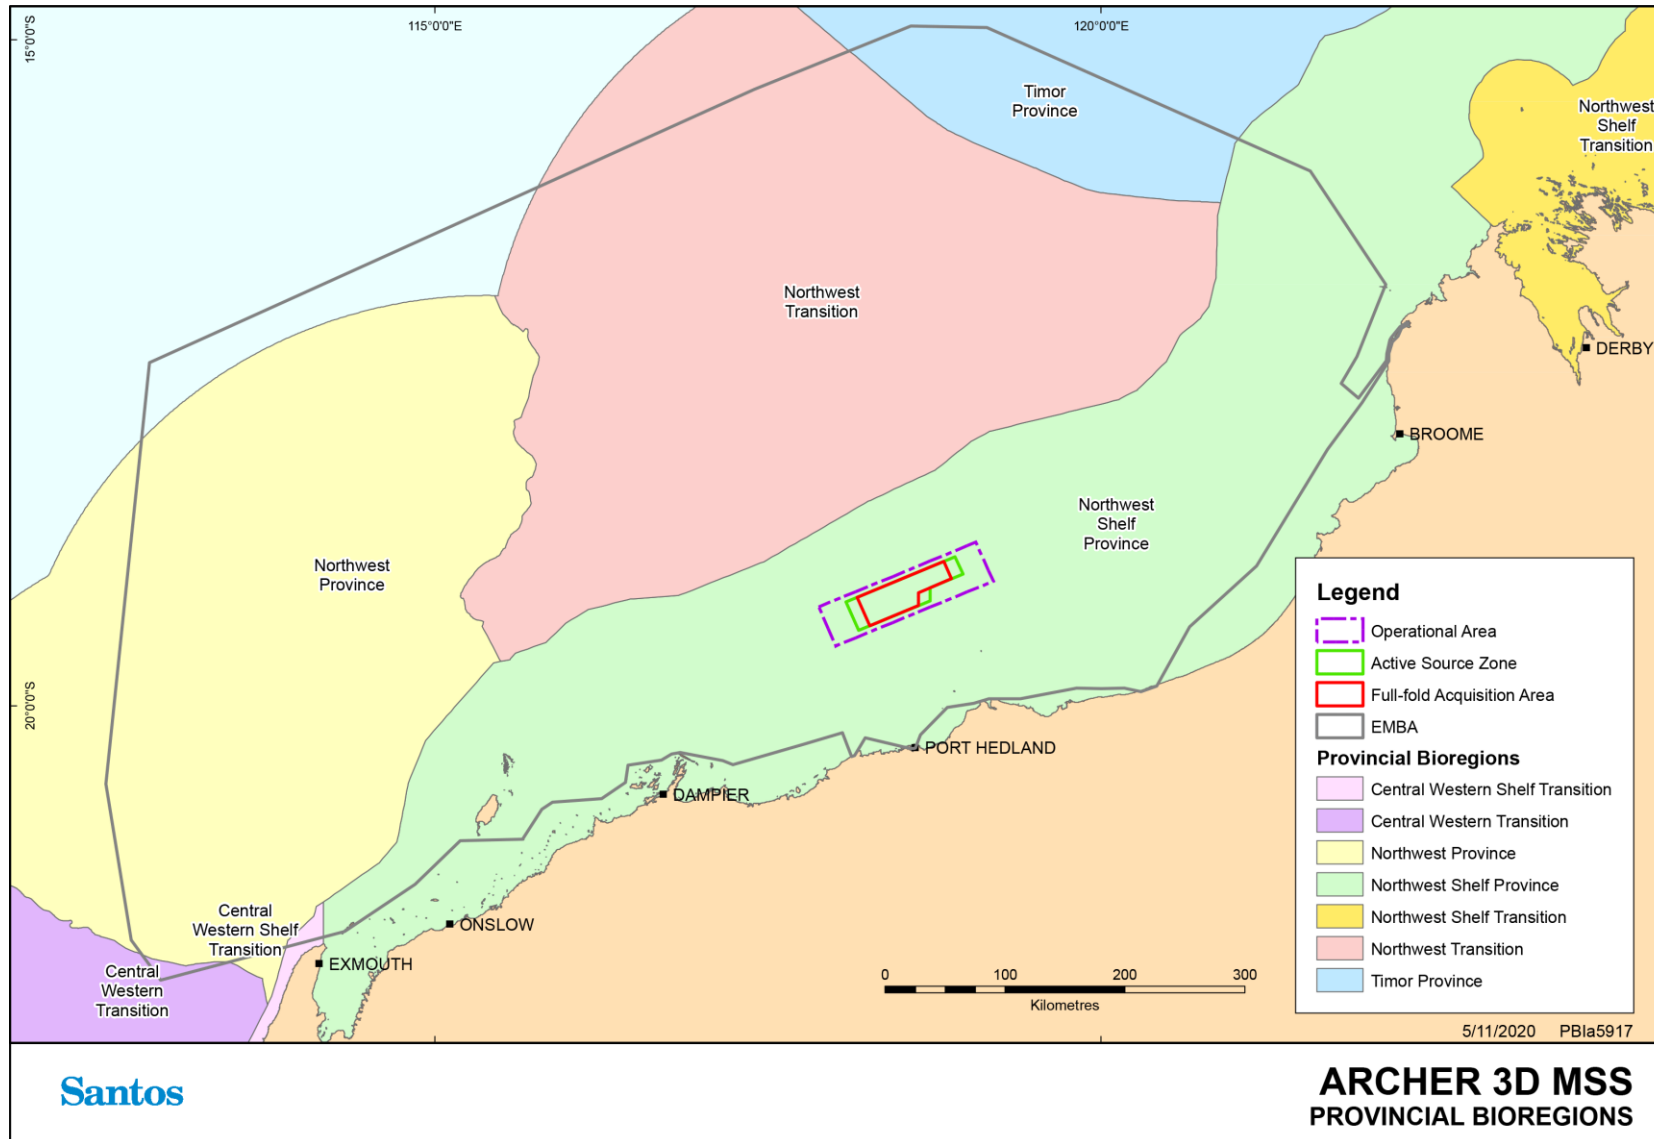 115°0'0"E
120°0'0"E
15°0'0"S
20°0'0"S
Timor
Province
Northwest
Shelf
Transition
Northwest
Transition
DERBY
BROOME
Northwest
Shelf
Province
Northwest
Province
PORT HEDLAND
DAMPIER
ONSLOW
EXMOUTH
Central
Western Shelf
Transition
Central
Western
Transition
0 100 200 300
Kilometres
Legend
Operational Area
Active Source Zone
Full-fold Acquisition Area
EMBA
Provincial Bioregions
Central Western Shelf Transition
Central Western Transition
Northwest Province
Northwest Shelf Province
Northwest Shelf Transition
Northwest Transition
Timor Province
5/11/2020 PBIa5917
Santos
ARCHER 3D MSS
PROVINCIAL BIOREGIONS